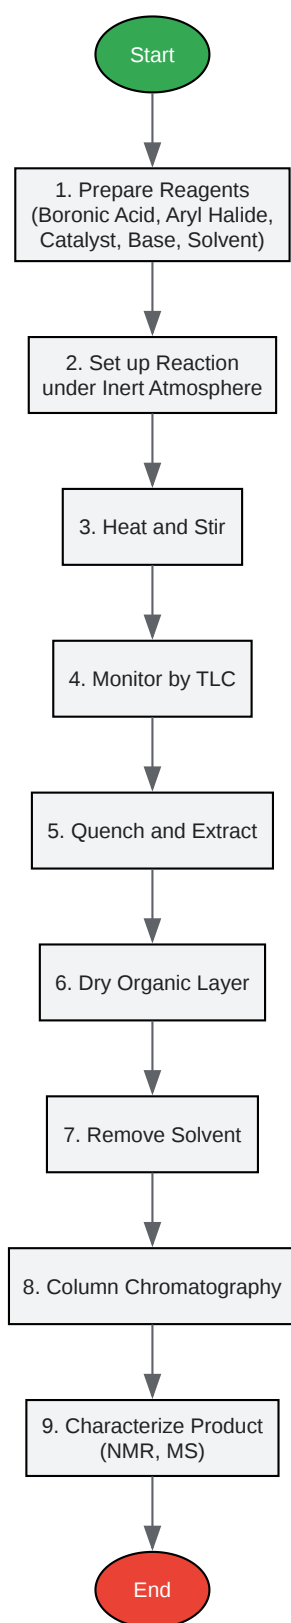 Start
1. Prepare Reagents
(Boronic Acid, Aryl Halide,
Catalyst, Base, Solvent)
2. Set up Reaction
under Inert Atmosphere
3. Heat and Stir
4. Monitor by TLC
5. Quench and Extract
6. Dry Organic Layer
7. Remove Solvent
8. Column Chromatography
9. Characterize Product
(NMR, MS)
End